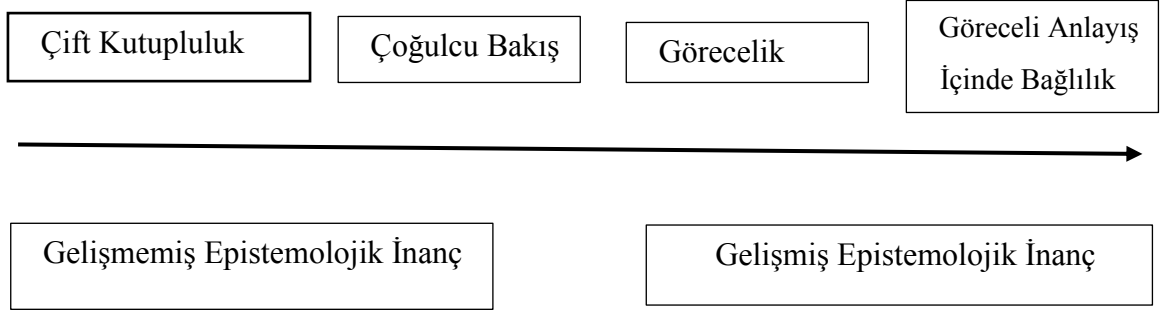 Çift Kutupluluk
Çoğulcu Bakış
Görecelik
Göreceli Anlayış
İçinde Bağlılık
Gelişmemiş Epistemolojik İnanç
Gelişmiş Epistemolojik İnanç